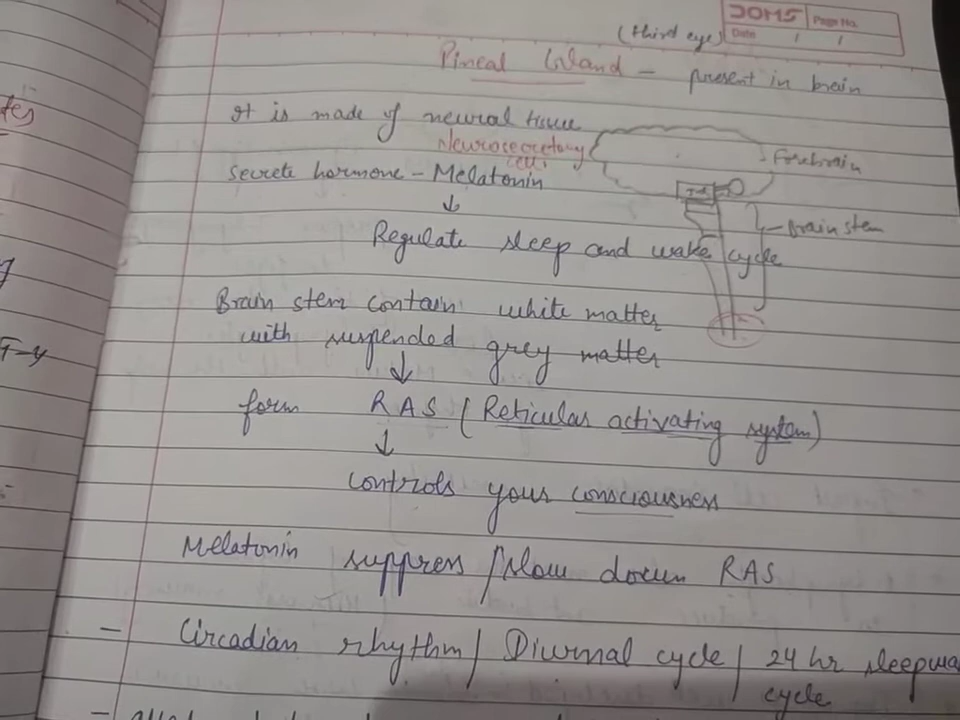 DOMS
Page No.
Date / /
(third eye)
Pineal Gland - present in brain
It is made of neural tissue
Neurosecretory
cell
secrete hormone - Melatonin
Forebrain
↓
Brain stem
Regulate sleep and wake cycle
Brain stem contain white matter
with suspended grey matter
↓
form RAS (Reticular activating system)
↓
controls your consciousness
Melatonin suppress / slow down RAS
- Circadian rhythm / Diurnal cycle / 24 hr sleepwa
cycle